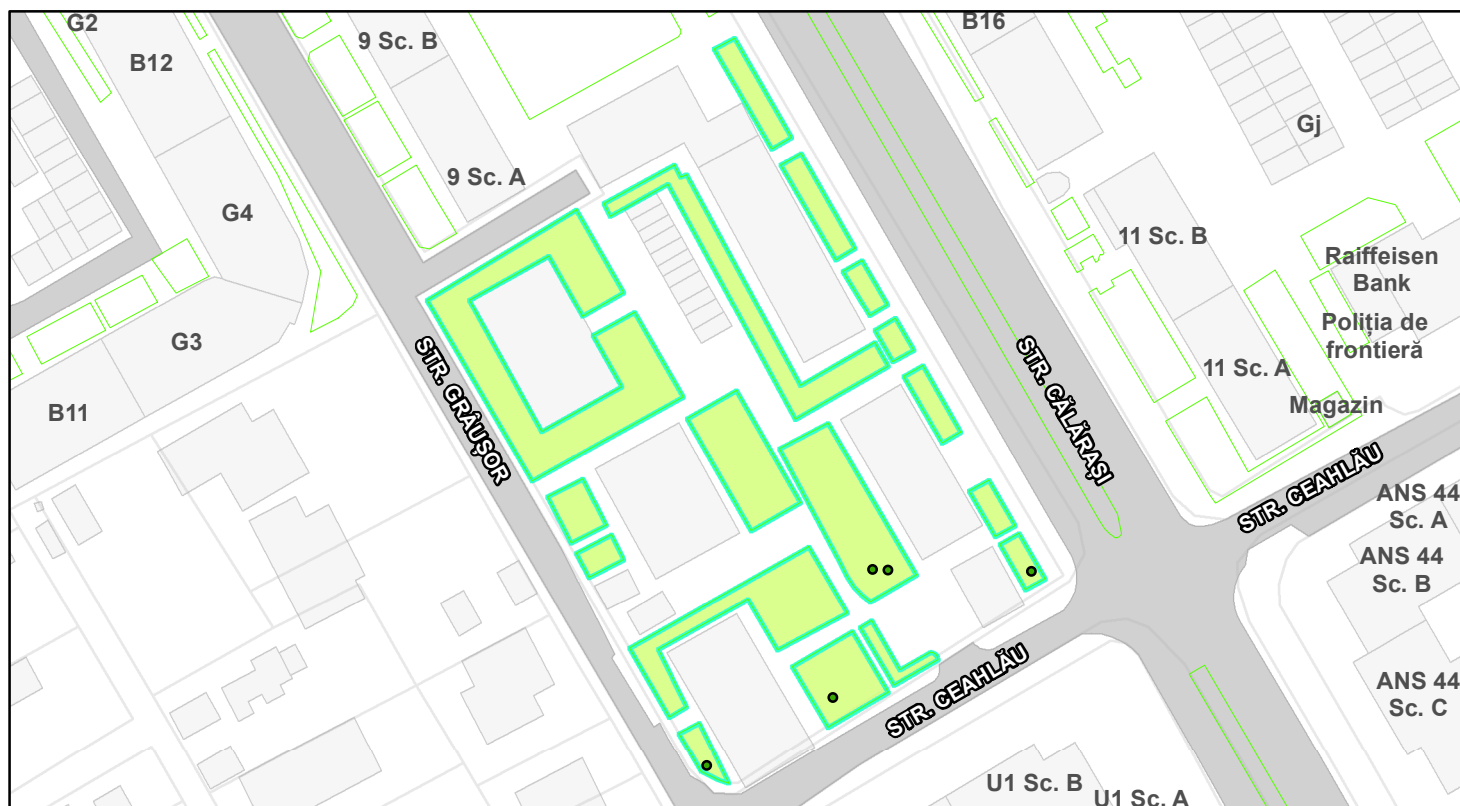 G2
B12
9 Sc. B
B16
Gj
9 Sc. A
G4
11 Sc. B
Raiffeisen
Bank
Poliția de
frontieră
G3
B11
STR. GRÂUȘOR
STR. CĂLĂRAȘI
11 Sc. A
Magazin
STR. CEAHLĂU
ANS 44
Sc. A
ANS 44
Sc. B
STR. CEAHLĂU
ANS 44
Sc. C
U1 Sc. B
U1 Sc. A